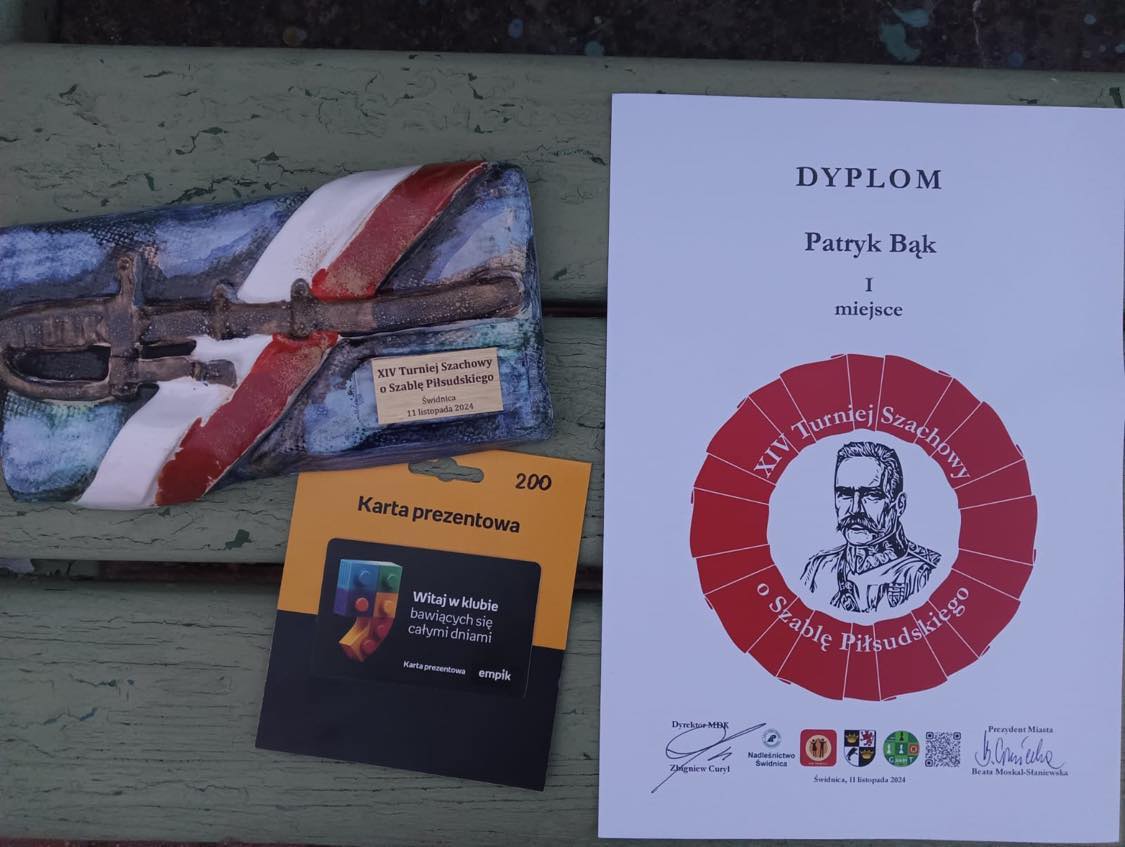 XIV Turniej Szachowy
o Szablę Piłsudskiego
Świdnica
11 listopada 2024
200
Karta prezentowa
Witaj w klubie
bawiących się
całymi dniami
Karta prezentowa empik
DYPLOM
Patryk Bąk
I
miejsce
XIV Turniej Szachowy
o Szablę Piłsudskiego
Dyrektor MDK
Zbigniew Curyl
Nadleśnictwo
Świdnica
Prezydent Miasta
Beata Moskal-Słaniewska
Świdnica, 11 listopada 2024